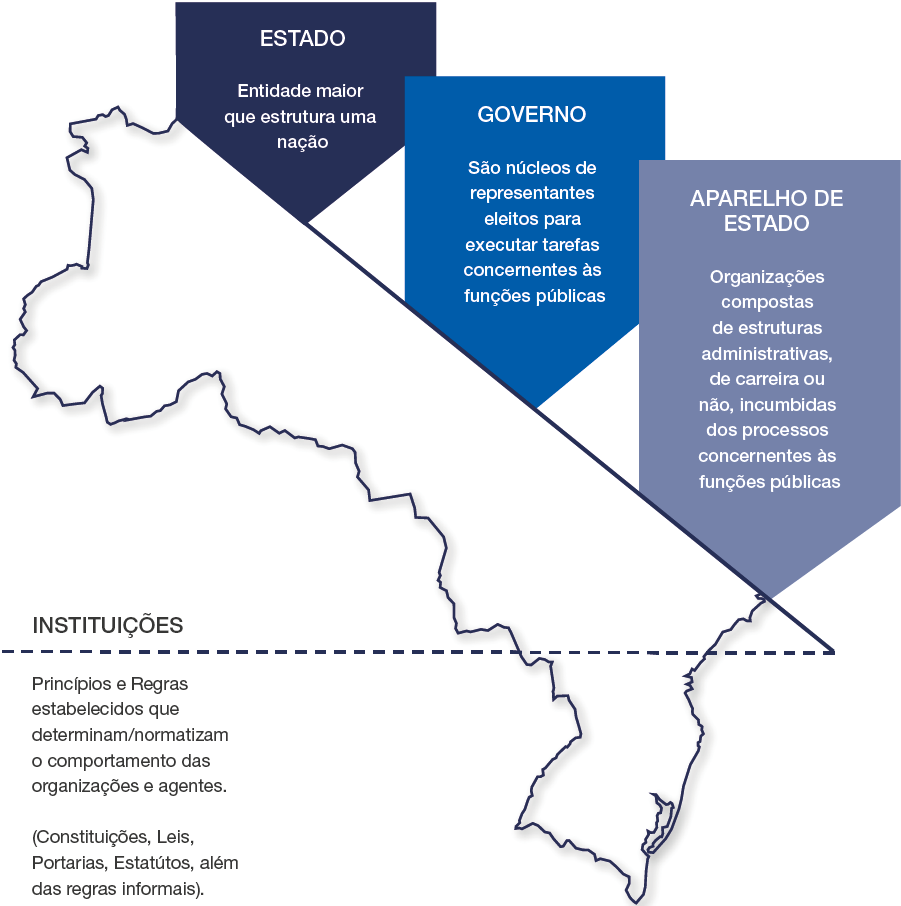 ESTADO
Entidade maior
que estrutura uma
nação
GOVERNO
São núcleos de
representantes
eleitos para
executar tarefas
concernentes às
funções públicas
APARELHO DE
ESTADO
Organizações
compostas
de estruturas
administrativas,
de carreira ou
não, incumbidas
dos processos
concernentes às
funções públicas
INSTITUIÇÕES
Princípios e Regras
estabelecidos que
determinam/normatizam
o comportamento das
organizações e agentes.
(Constituições, Leis,
Portarias, Estatútos, além
das regras informais).